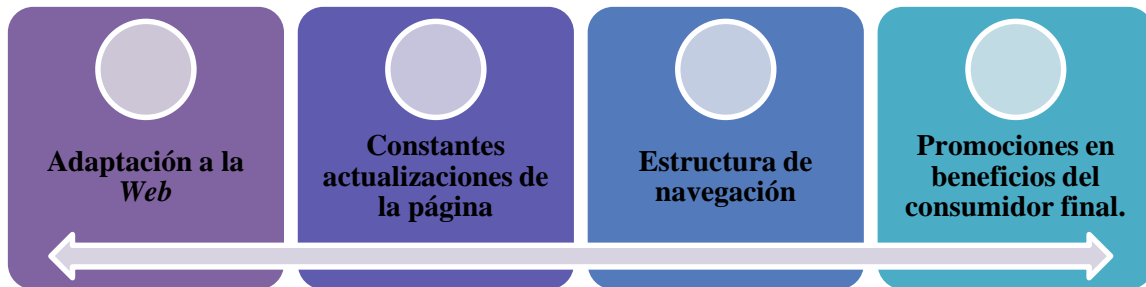 Adaptación a la
Web
Constantes
actualizaciones de
la página
Estructura de
navegación
Promociones en
beneficios del
consumidor final.